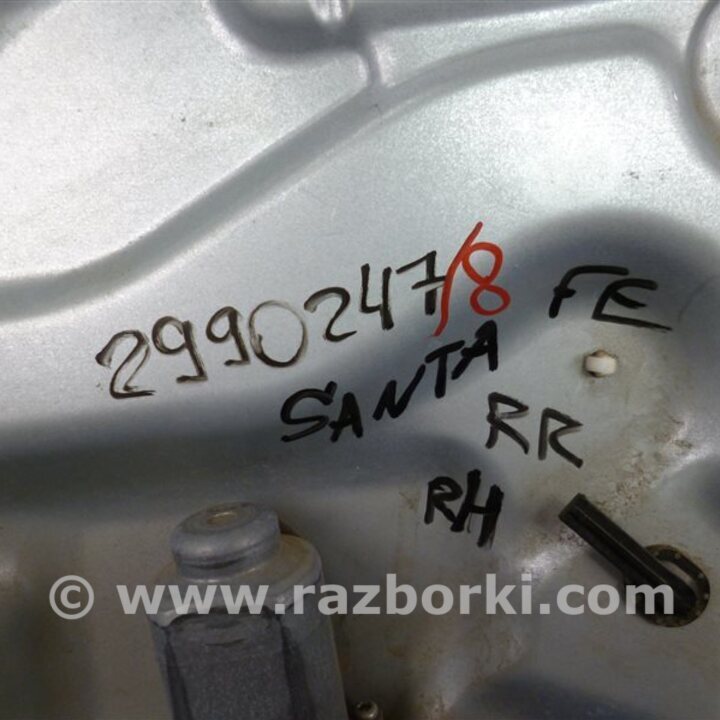 2990247/8
SANTA FE
RR
RH
© www.razborki.com